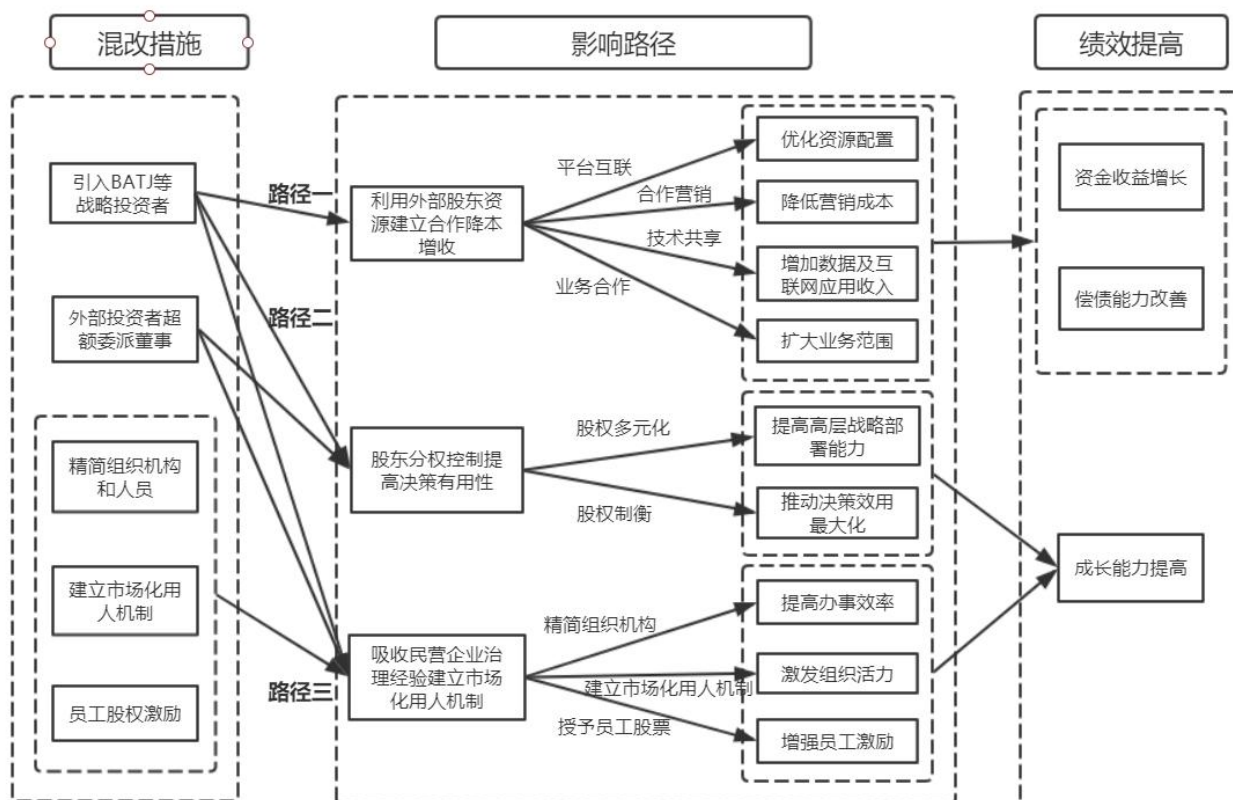 混改措施
影响路径
绩效提高
引入BATJ等
战略投资者
外部投资者超
额委派董事
精简组织机构
和人员
建立市场化用
人机制
员工股权激励
路径一
路径二
路径三
利用外部股东资
源建立合作降本
增收
平台互联
合作营销
技术共享
业务合作
优化资源配置
降低营销成本
增加数据及互
联网应用收入
扩大业务范围
股东分权控制提
高决策有用性
股权多元化
股权制衡
提高高层战略部
署能力
推动决策效用
最大化
吸收民营企业治
理经验建立市场
化用人机制
精简组织机构
建立市场化用人机制
授予员工股票
提高办事效率
激发组织活力
增强员工激励
资金收益增长
偿债能力改善
成长能力提高